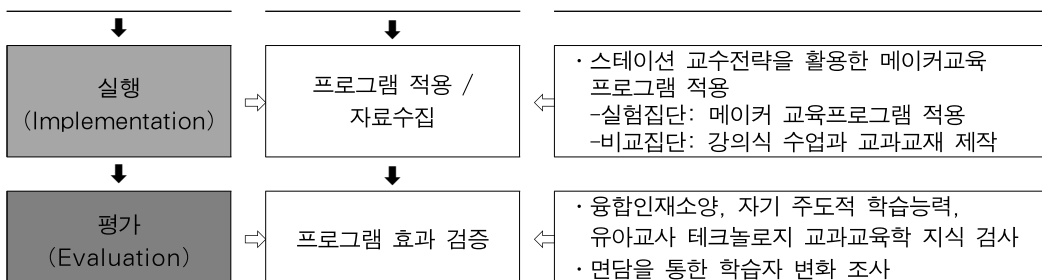 실행
(Implementation)
프로그램 적용 /
자료수집
· 스테이션 교수전략을 활용한 메이커교육
프로그램 적용
-실험집단: 메이커 교육프로그램 적용
-비교집단: 강의식 수업과 교과교재 제작
평가
(Evaluation)
프로그램 효과 검증
· 융합인재소양, 자기 주도적 학습능력,
유아교사 테크놀로지 교과교육학 지식 검사
· 면담을 통한 학습자 변화 조사